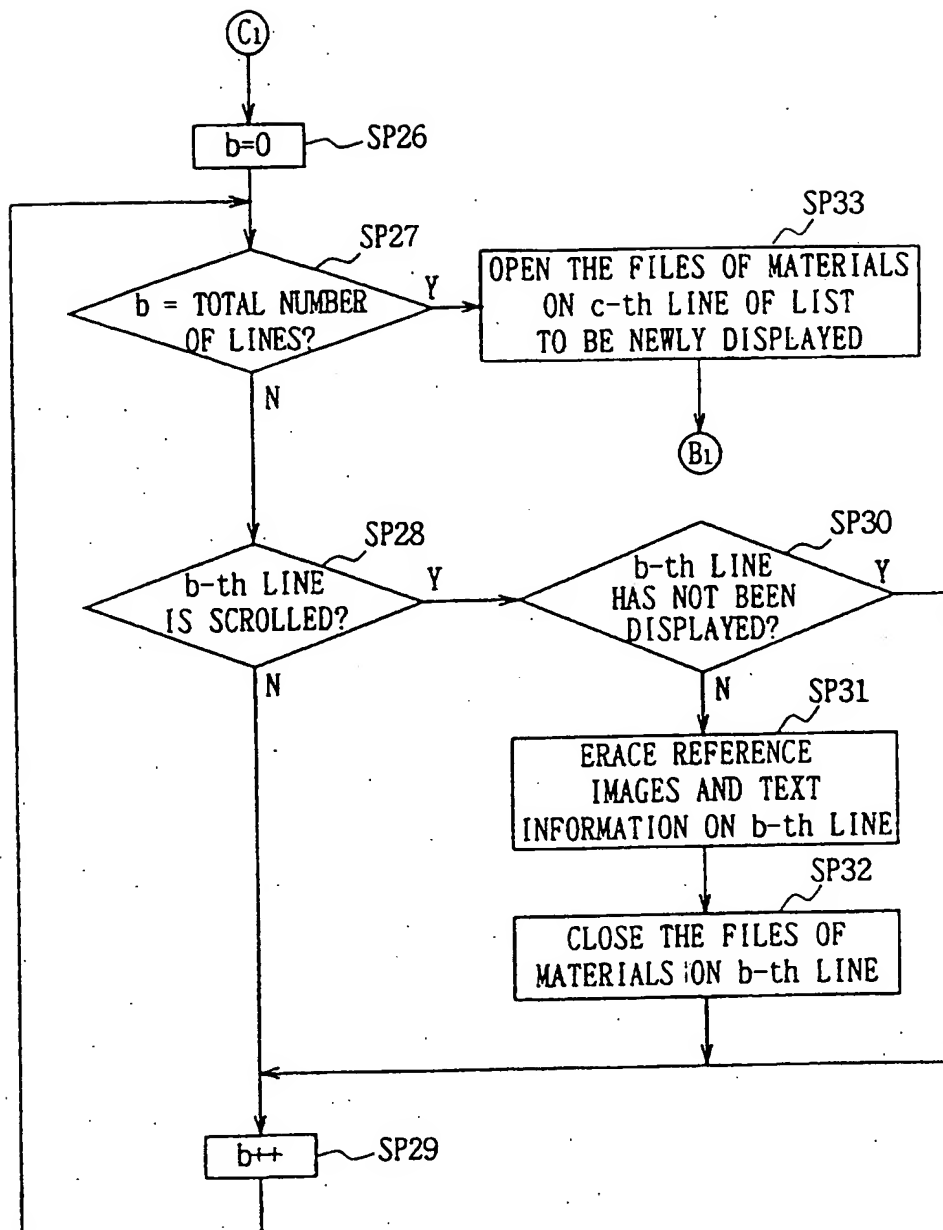 C1
b=0
SP26
SP27
b = TOTAL NUMBER
OF LINES?
Y
N
SP33
OPEN THE FILES OF MATERIALS
ON c-th LINE OF LIST
TO BE NEWLY DISPLAYED
B1
SP28
b-th LINE
IS SCROLLED?
Y
N
SP30
b-th LINE
HAS NOT BEEN
DISPLAYED?
Y
N
SP31
ERACE REFERENCE
IMAGES AND TEXT
INFORMATION ON b-th LINE
SP32
CLOSE THE FILES OF
MATERIALS ON b-th LINE
b++
SP29